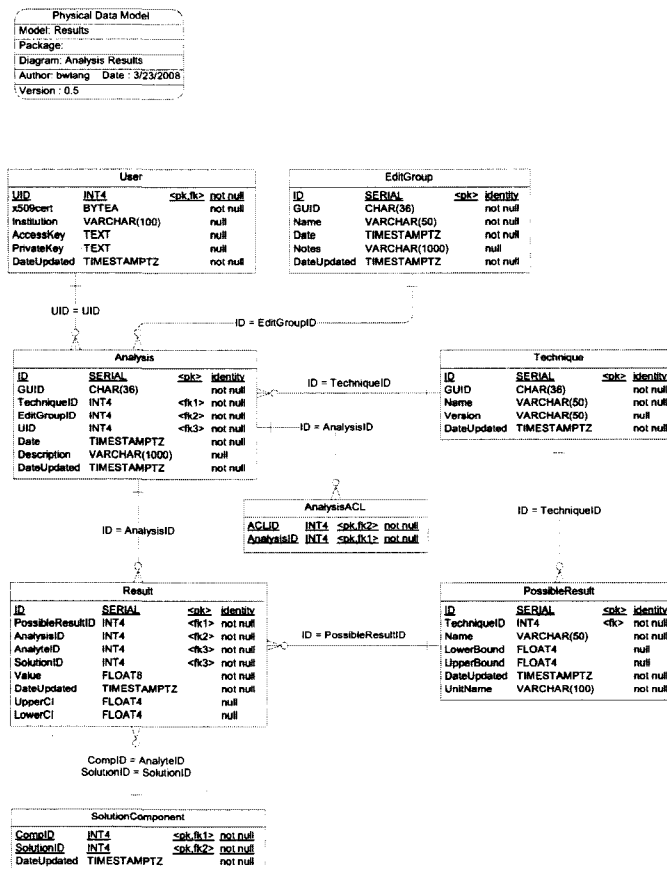 Physical Data Model
Model: Results
Package:
Diagram: Analysis Results
Author: bwtang Date : 3/23/2008
Version : 0.5
User
UID INT4 <pk,fk> not null
x509cert BYTEA not null
Institution VARCHAR(100) null
AccessKey TEXT null
PrivateKey TEXT null
DateUpdated TIMESTAMPTZ not null
EditGroup
ID SERIAL <pk> identity
GUID CHAR(36) not null
Name VARCHAR(50) not null
Date TIMESTAMPTZ not null
Notes VARCHAR(1000) null
DateUpdated TIMESTAMPTZ not null
UID = UID
ID = EditGroupID
Analysis
ID SERIAL <pk> identity
GUID CHAR(36) not null
TechniqueID INT4 <fk1> not null
EditGroupID INT4 <fk2> not null
UID INT4 <fk3> not null
Date TIMESTAMPTZ not null
Description VARCHAR(1000) null
DateUpdated TIMESTAMPTZ not null
ID = TechniqueID
ID = AnalysisID
Technique
ID SERIAL <pk> identity
GUID CHAR(36) not null
Name VARCHAR(50) not null
Version VARCHAR(50) null
DateUpdated TIMESTAMPTZ not null
AnalysisACL
ACLID INT4 <pk,fk2> not null
AnalysisID INT4 <pk,fk1> not null
ID = AnalysisID
ID = TechniqueID
Result
ID SERIAL <pk> identity
PossibleResultID INT4 <fk1> not null
AnalysisID INT4 <fk2> not null
AnalyteID INT4 <fk3> not null
SolutionID INT4 <fk3> not null
Value FLOAT8 not null
DateUpdated TIMESTAMPTZ not null
UpperCI FLOAT4 null
LowerCI FLOAT4 null
ID = PossibleResultID
PossibleResult
ID SERIAL <pk> identity
TechniqueID INT4 <fk> not null
Name VARCHAR(50) not null
LowerBound FLOAT4 null
UpperBound FLOAT4 null
DateUpdated TIMESTAMPTZ not null
UnitName VARCHAR(100) not null
CompID = AnalyteID
SolutionID = SolutionID
SolutionComponent
CompID INT4 <pk,fk1> not null
SolutionID INT4 <pk,fk2> not null
DateUpdated TIMESTAMPTZ not null